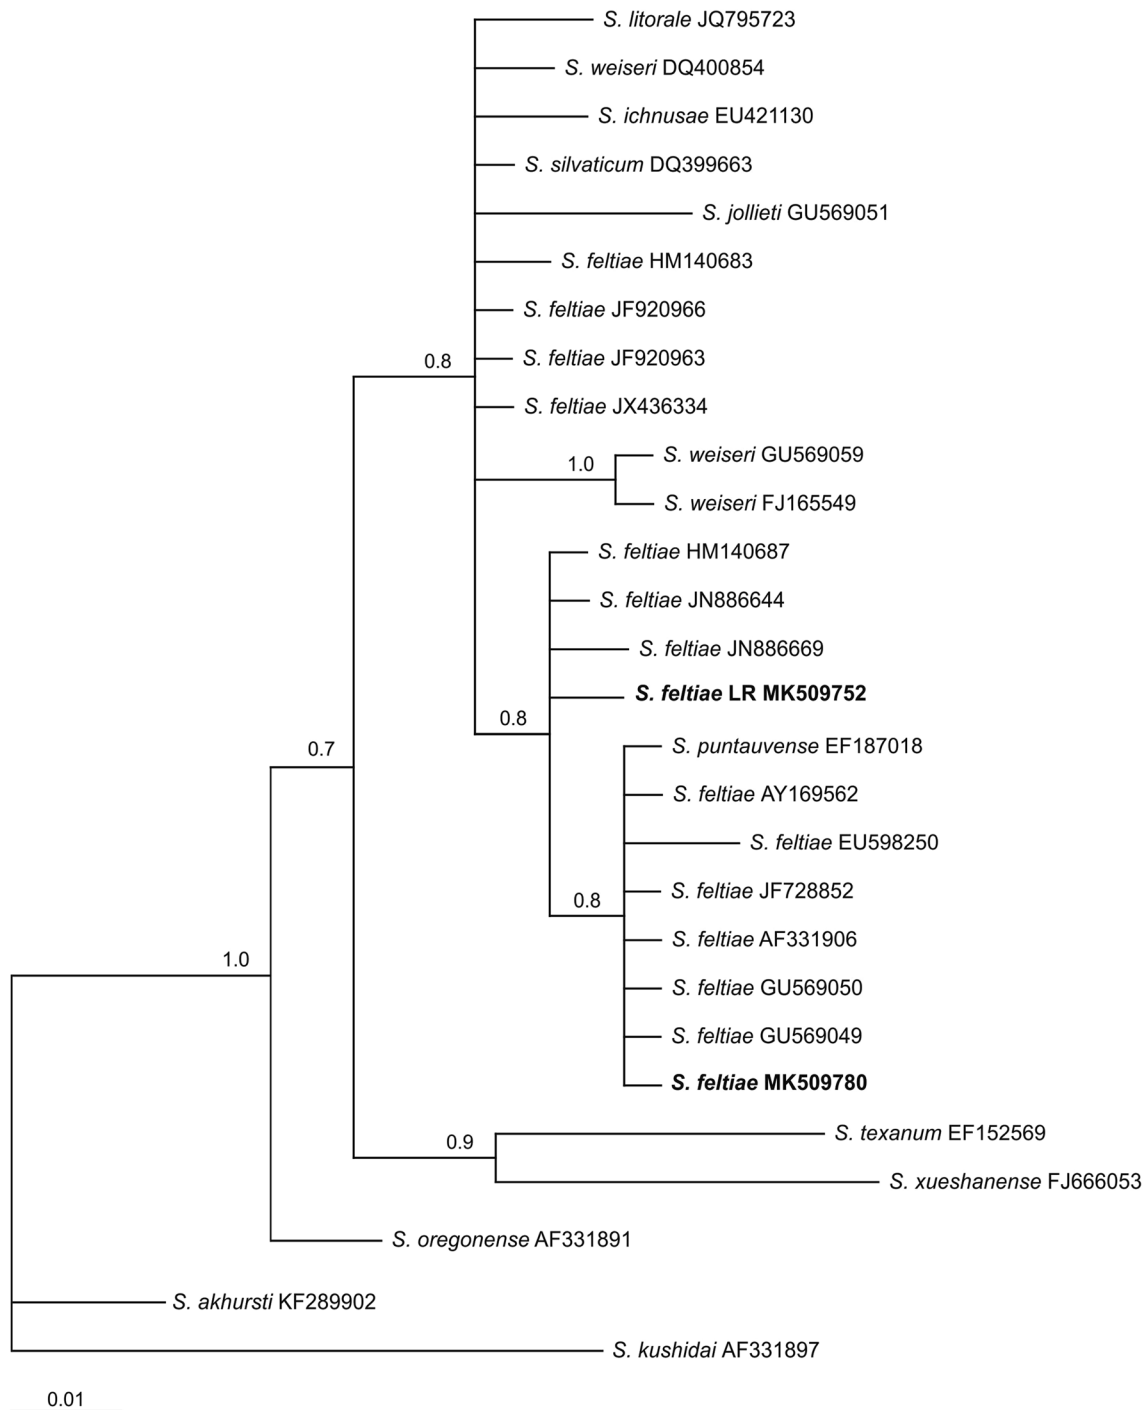 S. litorale JQ795723
S. weiseri DQ400854
S. ichnusae EU421130
S. silvaticum DQ399663
S. jollieti GU569051
S. feltiae HM140683
S. feltiae JF920966
0.8
S. feltiae JF920963
S. feltiae JX436334
S. weiseri GU569059
1.0
S. weiseri FJ165549
S. feltiae HM140687
S. feltiae JN886644
S. feltiae JN886669
S. feltiae LR MK509752
0.8
S. puntauvense EF187018
0.7
S. feltiae AY169562
S. feltiae EU598250
S. feltiae JF728852
0.8
S. feltiae AF331906
1.0
S. feltiae GU569050
S. feltiae GU569049
S. feltiae MK509780
S. texanum EF152569
0.9
S. xueshanense FJ666053
S. oregonense AF331891
S. akhursti KF289902
S. kushidai AF331897
0.01